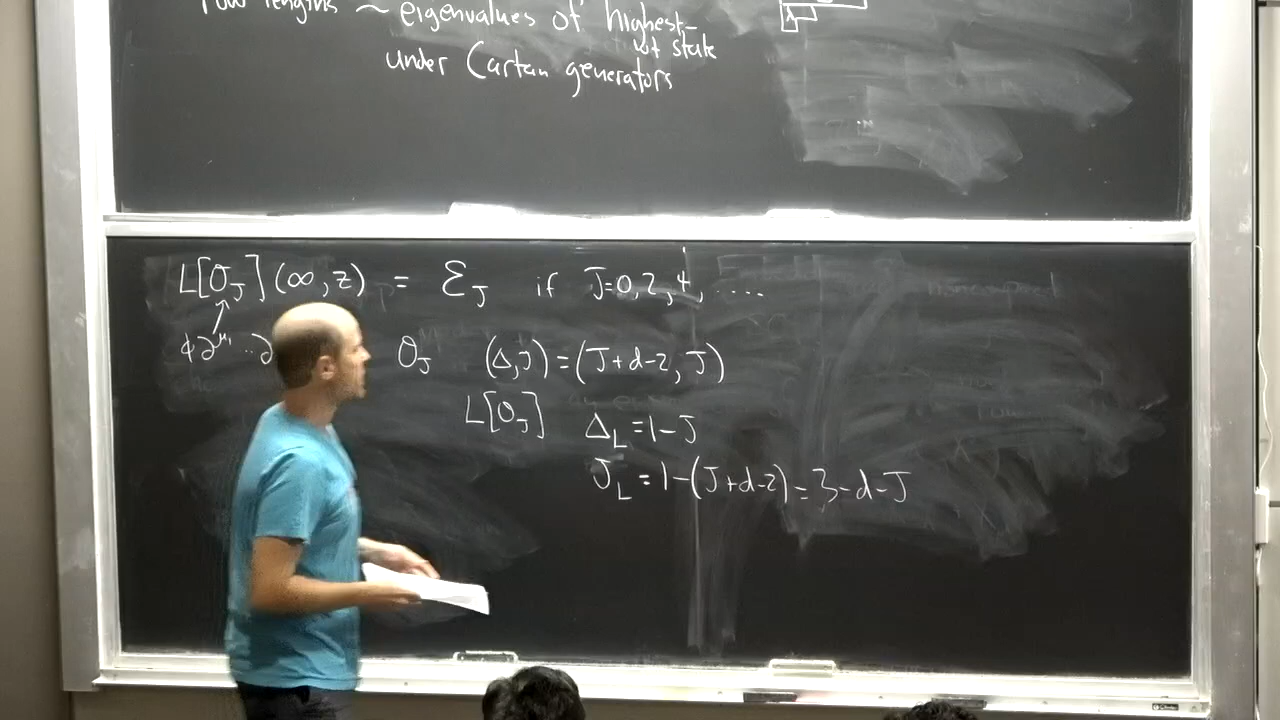 row lengths ~ eigenvalues of highest-
wt state
under Cartan generators
L[O_J](∞,z) = Ɛ_J if J=0,2,4,....
ϕ∂^μ₁..∂ O_J (Δ,J)=(J+d-2,J)
L[O_J] Δ_L=1-J
J_L=1-(J+d-2)=3-d-J